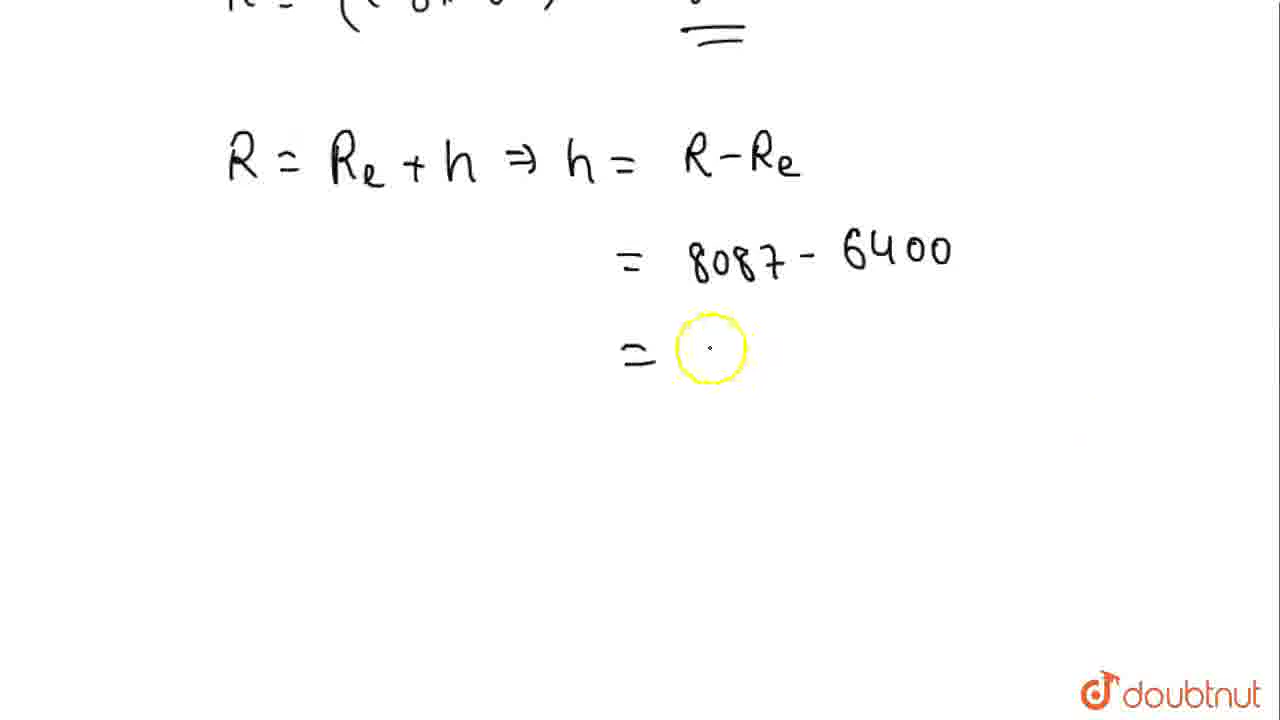 R = Re + h ⇒ h = R - Re
= 8087 - 6400
=
doubtnut